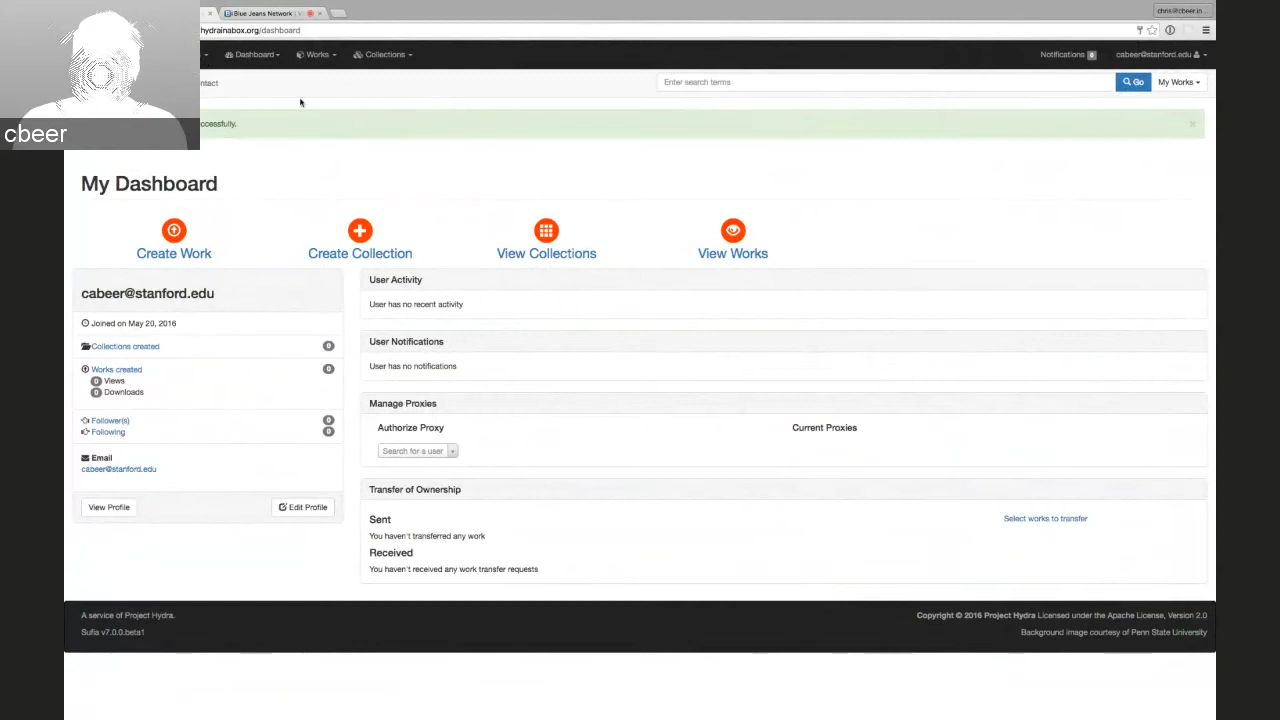 Blue Jeans Network | V
chris@cbeer.in...
hydrainabox.org/dashboard
Dashboard Works Collections Notifications 0 cabeer@stanford.edu
ntact Enter search terms Go My Works
ccessfully. ×
cbeer
My Dashboard
Create Work Create Collection View Collections View Works
cabeer@stanford.edu
Joined on May 20, 2016
Collections created 0
Works created 0
0 Views
0 Downloads
Follower(s) 0
Following 0
Email
cabeer@stanford.edu
View Profile Edit Profile
User Activity
User has no recent activity
User Notifications
User has no notifications
Manage Proxies
Authorize Proxy Current Proxies
Search for a user
Transfer of Ownership
Sent Select works to transfer
You haven't transferred any work
Received
You haven't received any work transfer requests
A service of Project Hydra. Copyright © 2016 Project Hydra Licensed under the Apache License, Version 2.0
Sufia v7.0.0.beta1 Background image courtesy of Penn State University